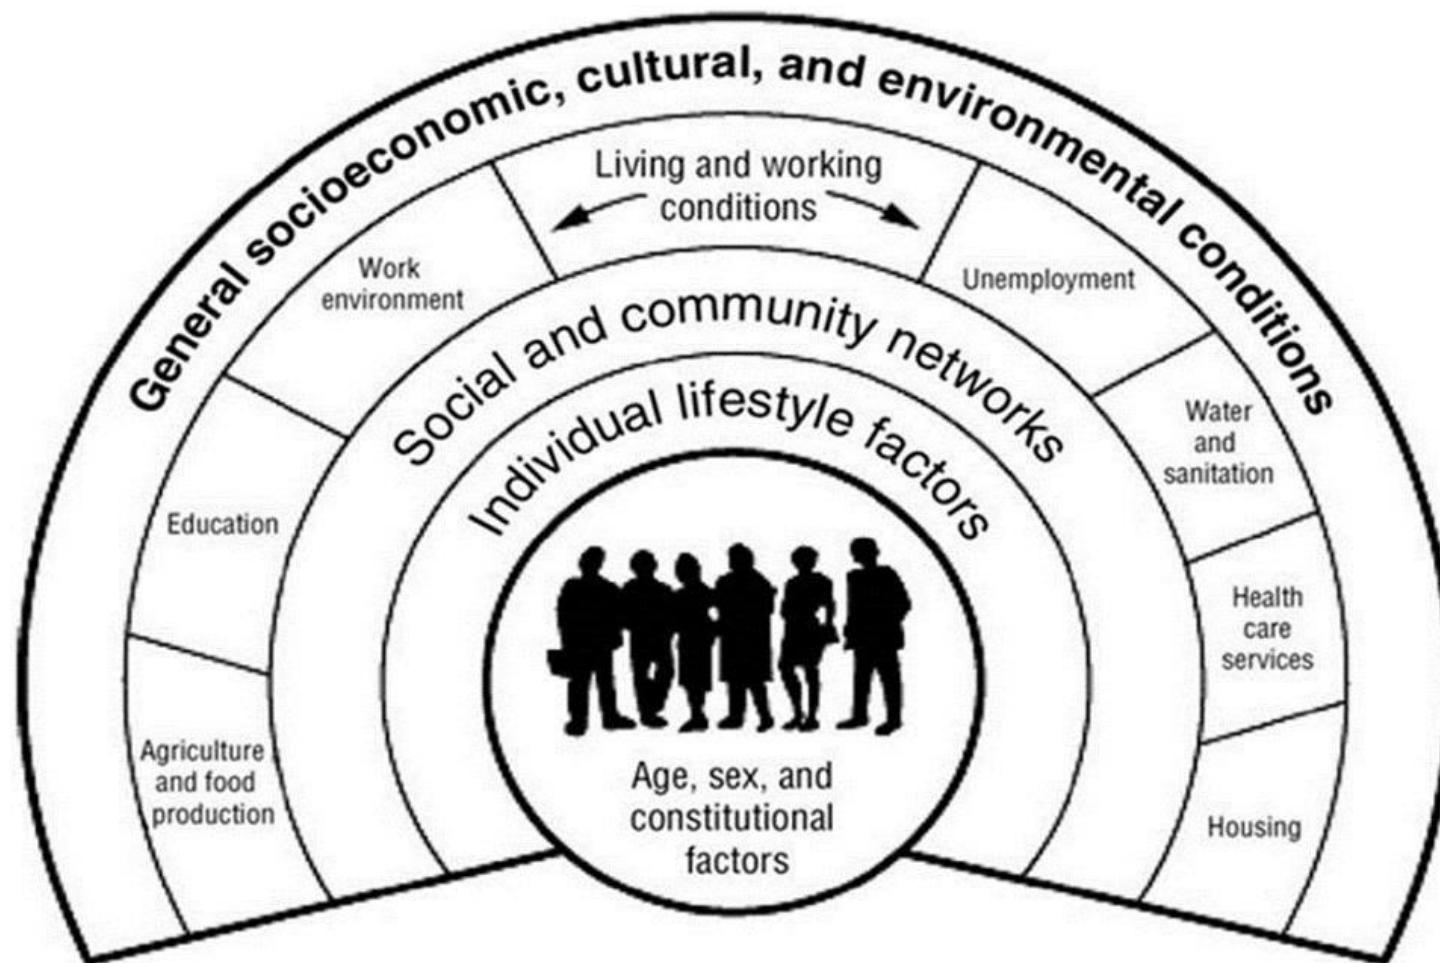 General socioeconomic, cultural, and environmental conditions
Living and working
conditions
Work
environment
Unemployment
Social and community networks
Individual lifestyle factors
Education
Water
and
sanitation
Health
care
services
Agriculture
and food
production
Housing
Age, sex, and
constitutional
factors